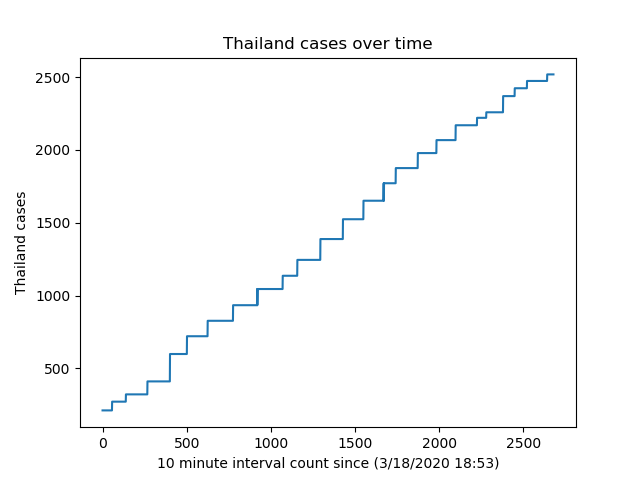 Thailand cases over time
2500
2000
1500
1000
500
Thailand cases
0 500 1000 1500 2000 2500
10 minute interval count since (3/18/2020 18:53)